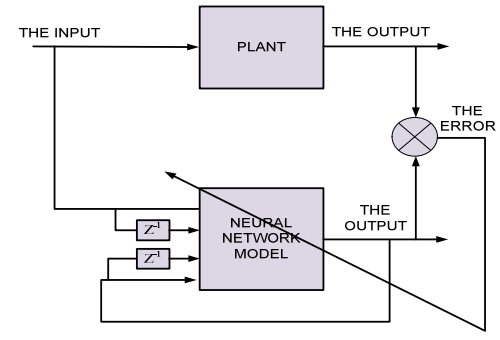 THE INPUT
PLANT
THE OUTPUT
THE
ERROR
NEURAL
NETWORK
MODEL
THE
OUTPUT
Z⁻¹
Z⁻¹